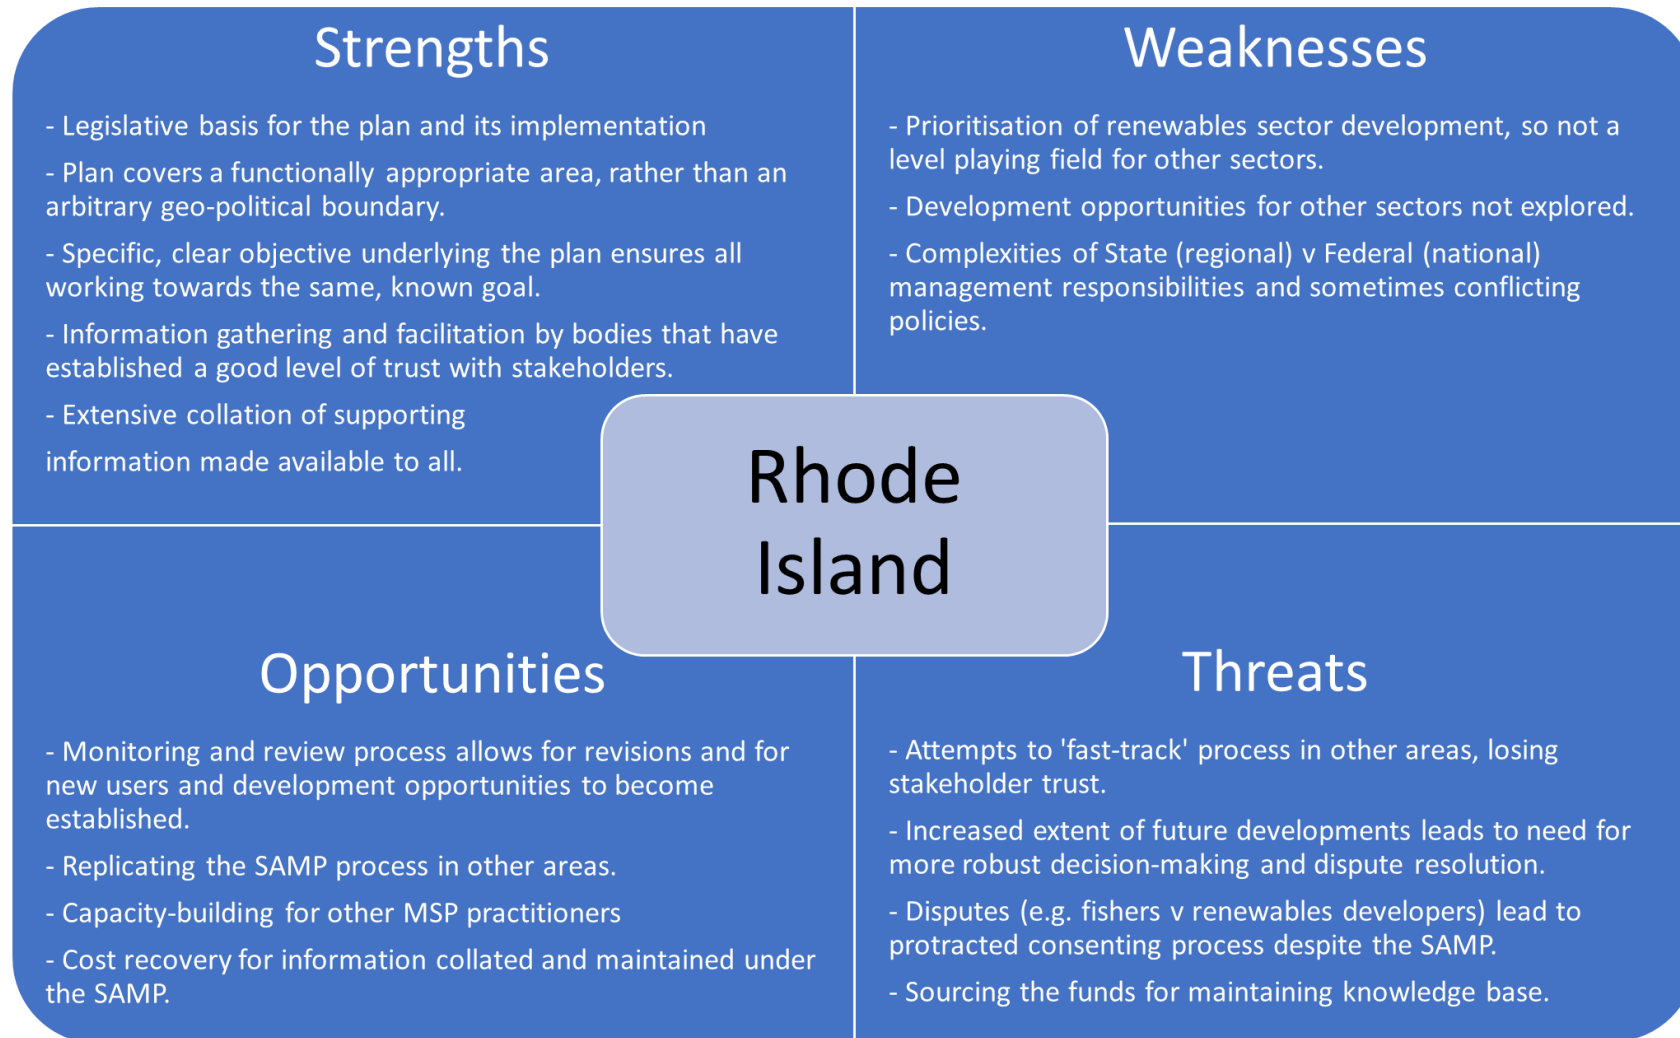 Strengths
- Legislative basis for the plan and its implementation
- Plan covers a functionally appropriate area, rather than an
arbitrary geo-political boundary.
- Specific, clear objective underlying the plan ensures all
working towards the same, known goal.
- Information gathering and facilitation by bodies that have
established a good level of trust with stakeholders.
- Extensive collation of supporting
information made available to all.
Weaknesses
- Prioritisation of renewables sector development, so not a
level playing field for other sectors.
- Development opportunities for other sectors not explored.
- Complexities of State (regional) v Federal (national)
management responsibilities and sometimes conflicting
policies.
Rhode
Island
Opportunities
- Monitoring and review process allows for revisions and for
new users and development opportunities to become
established.
- Replicating the SAMP process in other areas.
- Capacity-building for other MSP practitioners
- Cost recovery for information collated and maintained under
the SAMP.
Threats
- Attempts to 'fast-track' process in other areas, losing
stakeholder trust.
- Increased extent of future developments leads to need for
more robust decision-making and dispute resolution.
- Disputes (e.g. fishers v renewables developers) lead to
protracted consenting process despite the SAMP.
- Sourcing the funds for maintaining knowledge base.